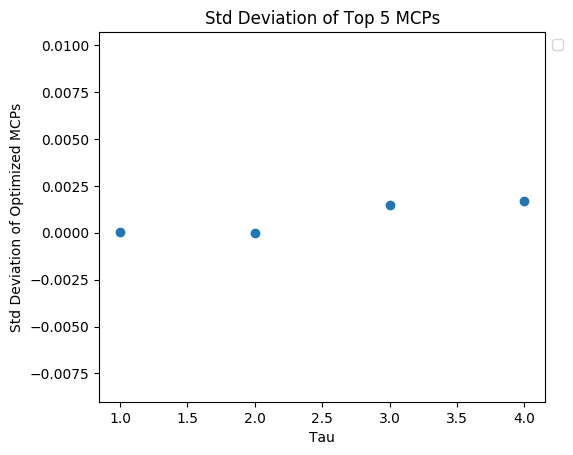 Std Deviation of Top 5 MCPs
Std Deviation of Optimized MCPs
0.0100
0.0075
0.0050
0.0025
0.0000
−0.0025
−0.0050
−0.0075
1.0 1.5 2.0 2.5 3.0 3.5 4.0
Tau